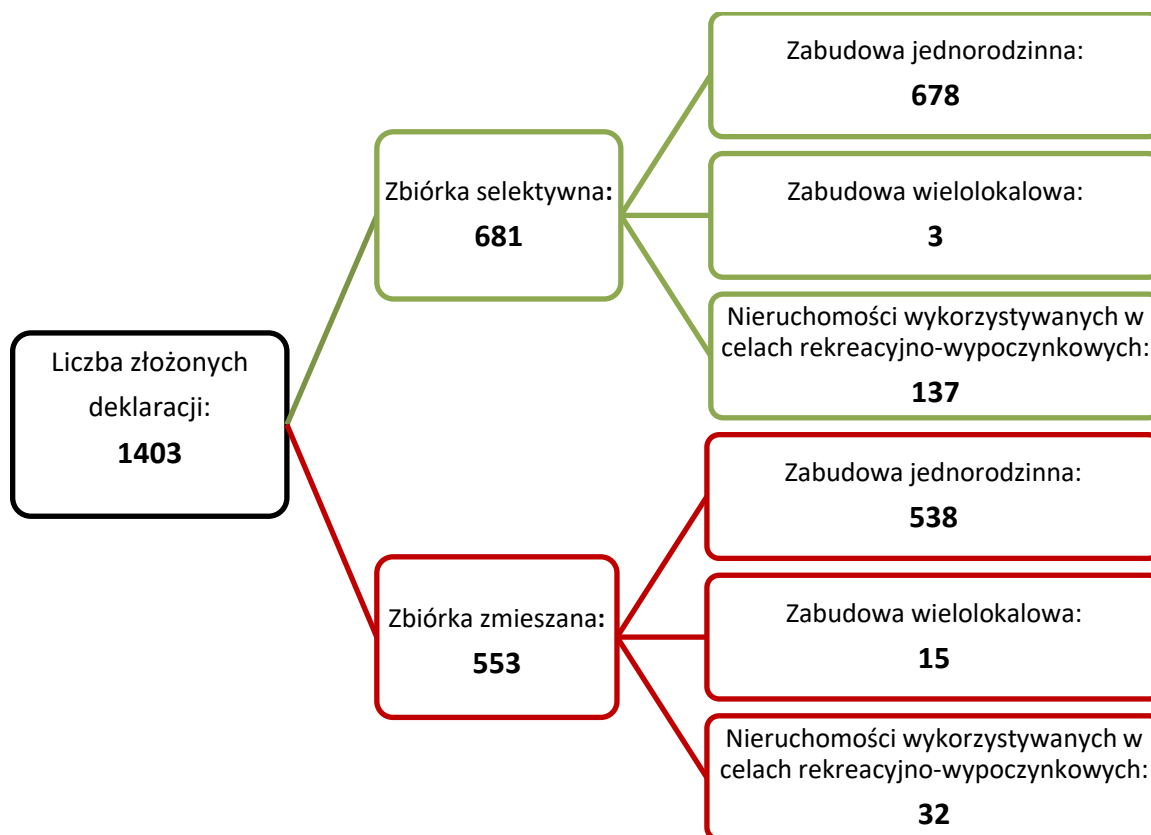 Liczba złożonych
deklaracji:
1403
Zbiórka selektywna:
681
Zabudowa jednorodzinna:
678
Zabudowa wielolokalowa:
3
Nieruchomości wykorzystywanych w
celach rekreacyjno-wypoczynkowych:
137
Zbiórka zmieszana:
553
Zabudowa jednorodzinna:
538
Zabudowa wielolokalowa:
15
Nieruchomości wykorzystywanych w
celach rekreacyjno-wypoczynkowych:
32